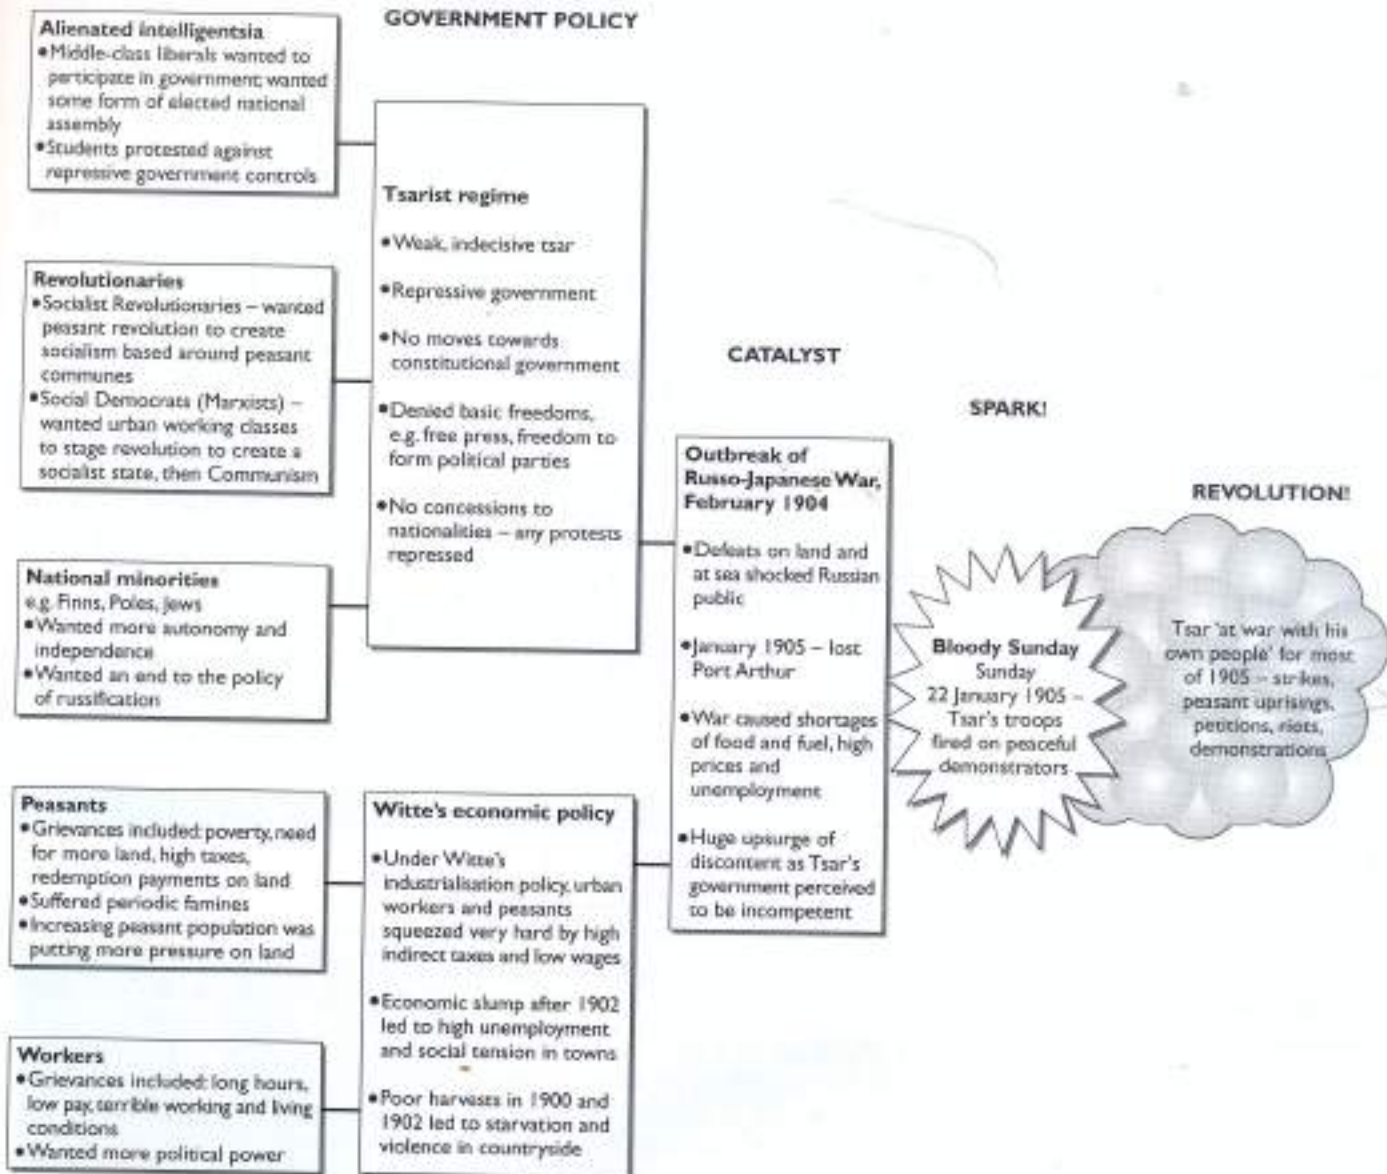 GOVERNMENT POLICY
Alienated intelligentsia
•Middle-class liberals wanted to
participate in government; wanted
some form of elected national
assembly
•Students protested against
repressive government controls
Revolutionaries
•Socialist Revolutionaries – wanted
peasant revolution to create
socialism based around peasant
communes
•Social Democrats (Marxists) –
wanted urban working classes
to stage revolution to create a
socialist state, then Communism
National minorities
e.g. Finns, Poles, Jews
•Wanted more autonomy and
independence
•Wanted an end to the policy
of russification
Peasants
•Grievances included: poverty, need
for more land, high taxes,
redemption payments on land
•Suffered periodic famines
•Increasing peasant population was
putting more pressure on land
Workers
•Grievances included: long hours,
low pay, terrible working and living
conditions
•Wanted more political power
Tsarist regime
•Weak, indecisive tsar
•Repressive government
•No moves towards
constitutional government
•Denied basic freedoms,
e.g. free press, freedom to
form political parties
•No concessions to
nationalities – any protests
repressed
Witte's economic policy
•Under Witte's
industrialisation policy, urban
workers and peasants
squeezed very hard by high
indirect taxes and low wages
•Economic slump after 1902
led to high unemployment
and social tension in towns
•Poor harvests in 1900 and
1902 led to starvation and
violence in countryside
CATALYST
Outbreak of
Russo-Japanese War,
February 1904
•Defeats on land and
at sea shocked Russian
public
•January 1905 – lost
Port Arthur
•War caused shortages
of food and fuel, high
prices and
unemployment
•Huge upsurge of
discontent as Tsar's
government perceived
to be incompetent
SPARK!
Bloody Sunday
Sunday
22 January 1905 –
Tsar's troops
fired on peaceful
demonstrators
REVOLUTION!
Tsar 'at war with his
own people' for most
of 1905 – strikes,
peasant uprisings,
petitions, riots,
demonstrations